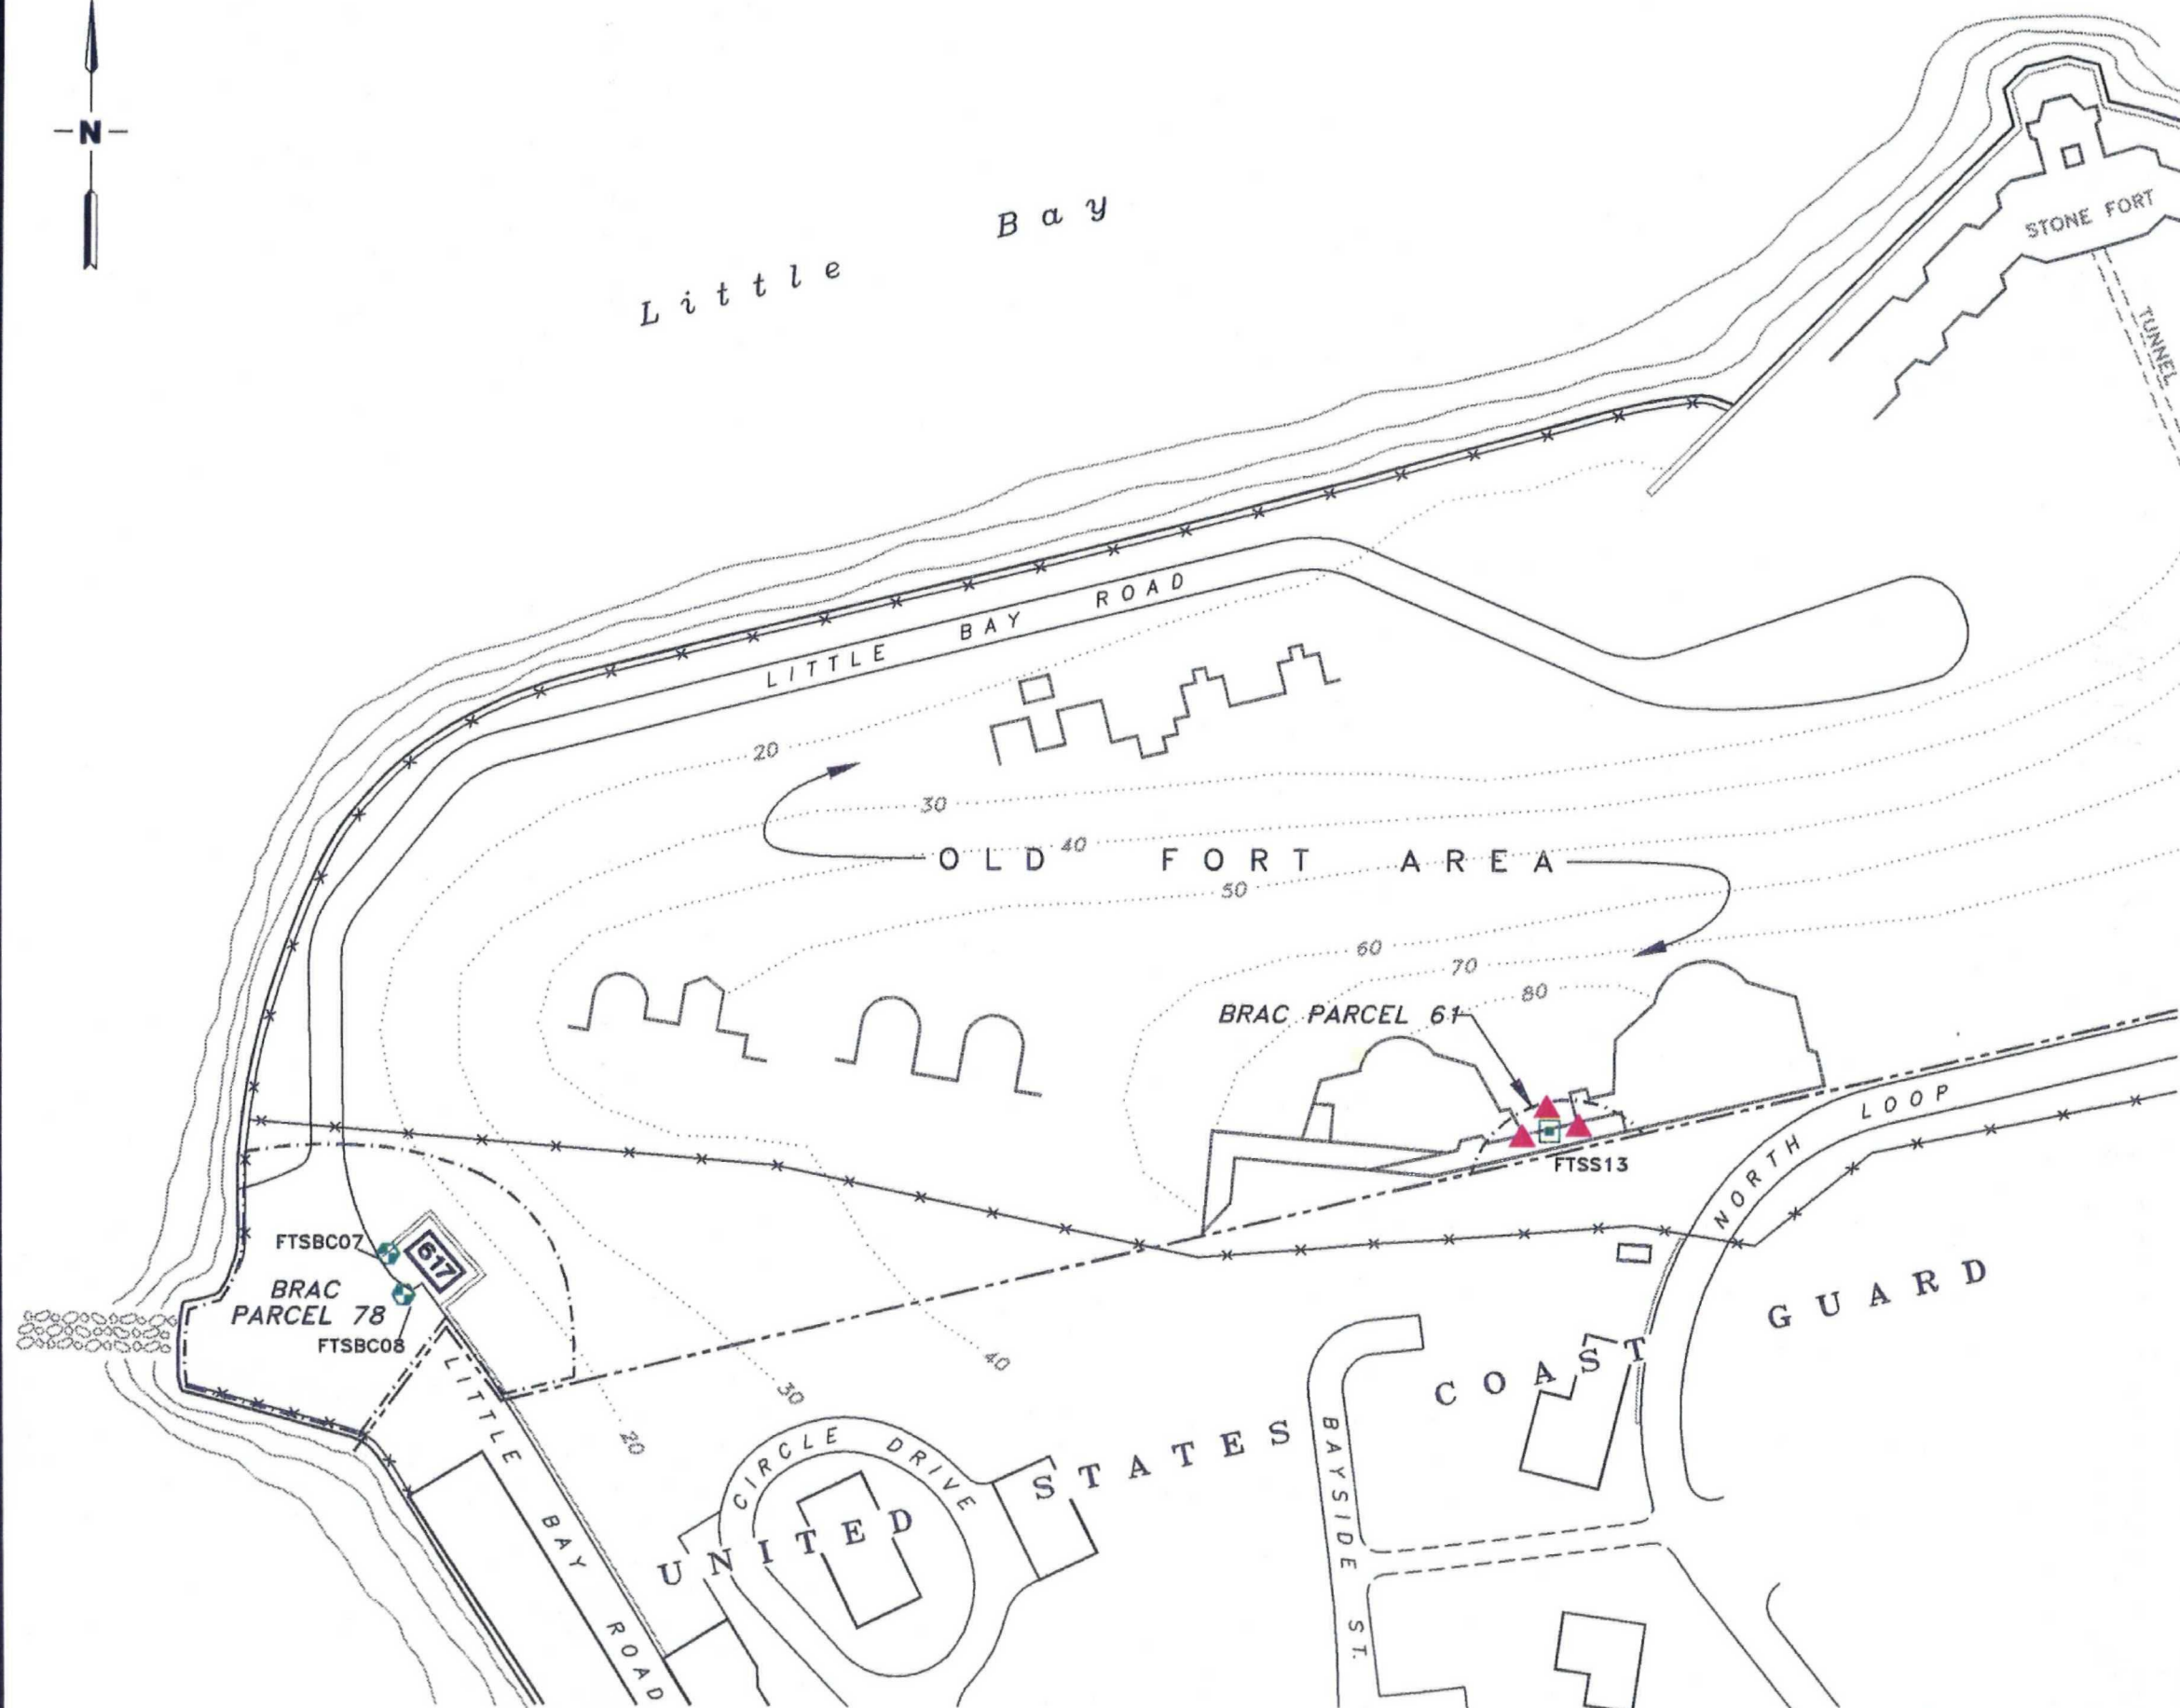 N
Little Bay
STONE FORT
TUNNEL
LITTLE BAY ROAD
20
30
40
OLD FORT AREA
50
60
70
80
BRAC PARCEL 61
FTSS13
NORTH LOOP
FTSBC07
617
BRAC
PARCEL 78
FTSBC08
LITTLE BAY ROAD
20
30
40
CIRCLE DRIVE
UNITED STATES COAST GUARD
BAYSIDE ST.